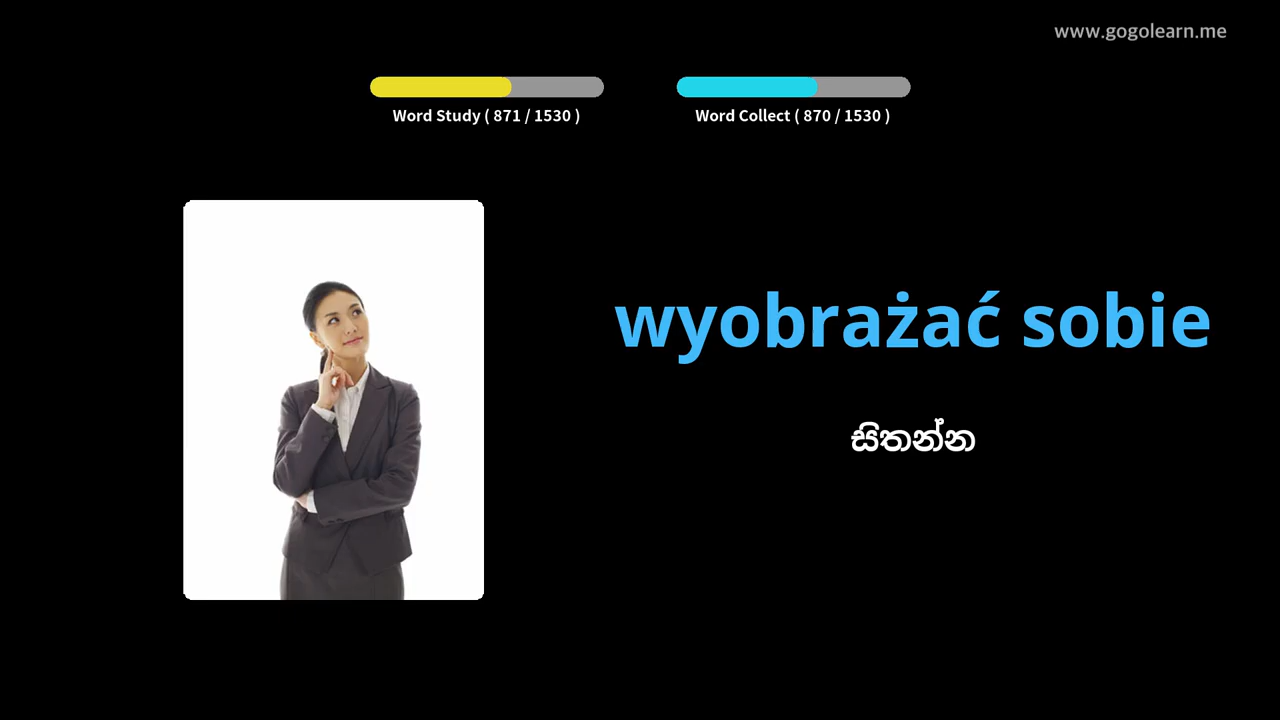 www.gogolearn.me
Word Study ( 871 / 1530 )
Word Collect ( 870 / 1530 )
wyobrażać sobie
සිතන්න